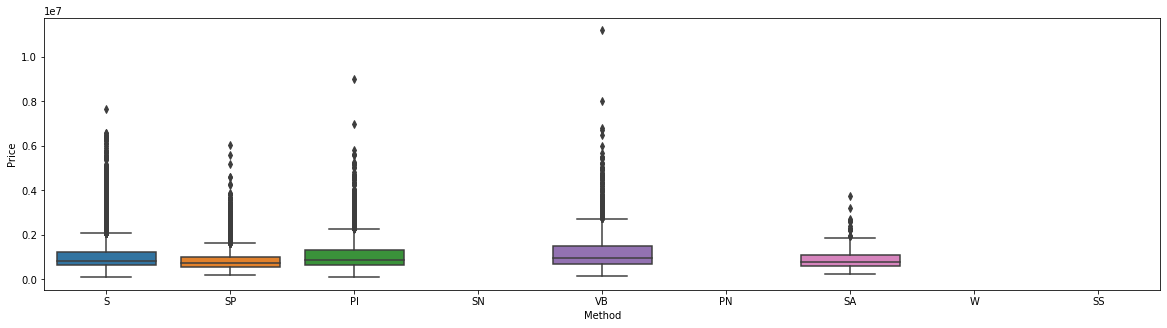 1e7
1.0
0.8
0.6
0.4
0.2
0.0
Price
S SP PI SN VB PN SA W SS
Method